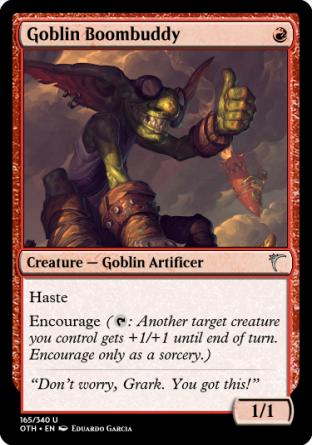 Goblin Boombuddy
Creature — Goblin Artificer
Haste
Encourage (: Another target creature
you control gets +1/+1 until end of turn.
Encourage only as a sorcery.)
“Don’t worry, Grark. You got this!”
1/1
165/340 U
OTH • EN Eduardo Garcia